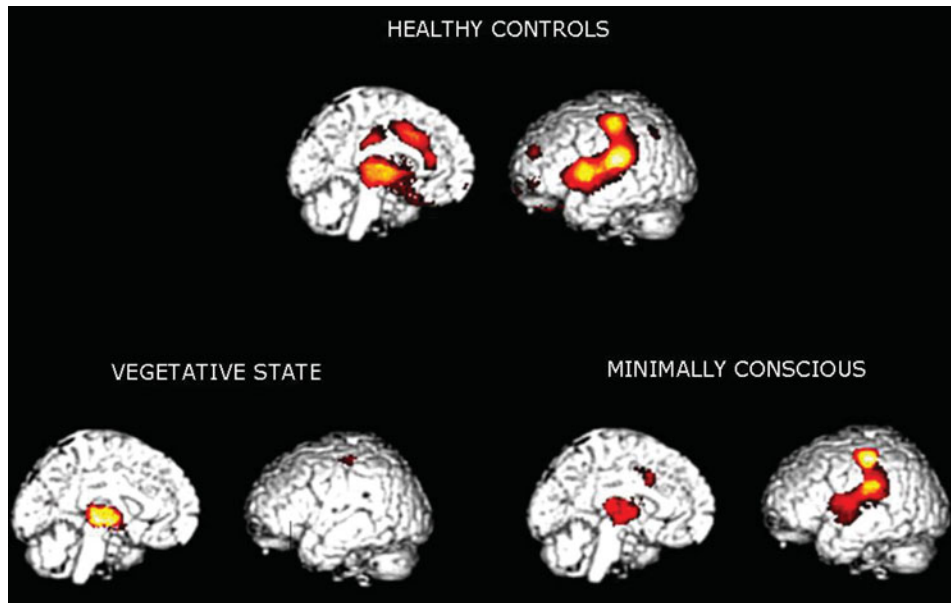 HEALTHY CONTROLS
VEGETATIVE STATE
MINIMALLY CONSCIOUS